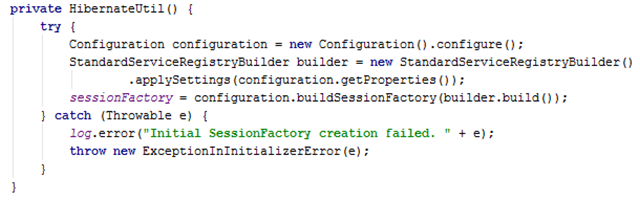 private HibernateUtil() {
    try {
        Configuration configuration = new Configuration().configure();
        StandardServiceRegistryBuilder builder = new StandardServiceRegistryBuilder()
                .applySettings(configuration.getProperties());
        sessionFactory = configuration.buildSessionFactory(builder.build());
    } catch (Throwable e) {
        log.error("Initial SessionFactory creation failed. " + e);
        throw new ExceptionInInitializerError(e);
    }
}